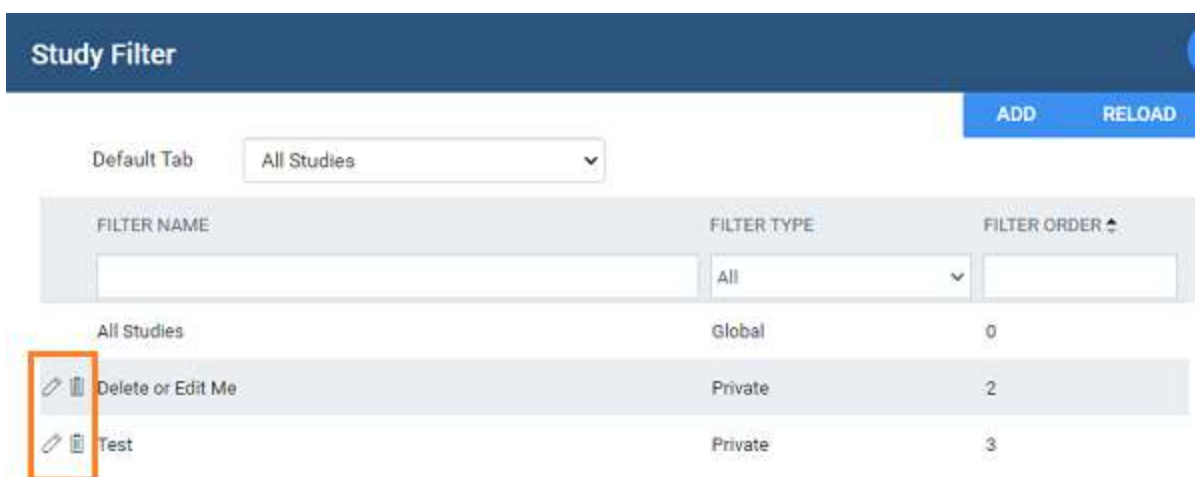 Study Filter
ADD RELOAD
Default Tab All Studies
FILTER NAME FILTER TYPE FILTER ORDER
All
All Studies Global 0
Delete or Edit Me Private 2
Test Private 3